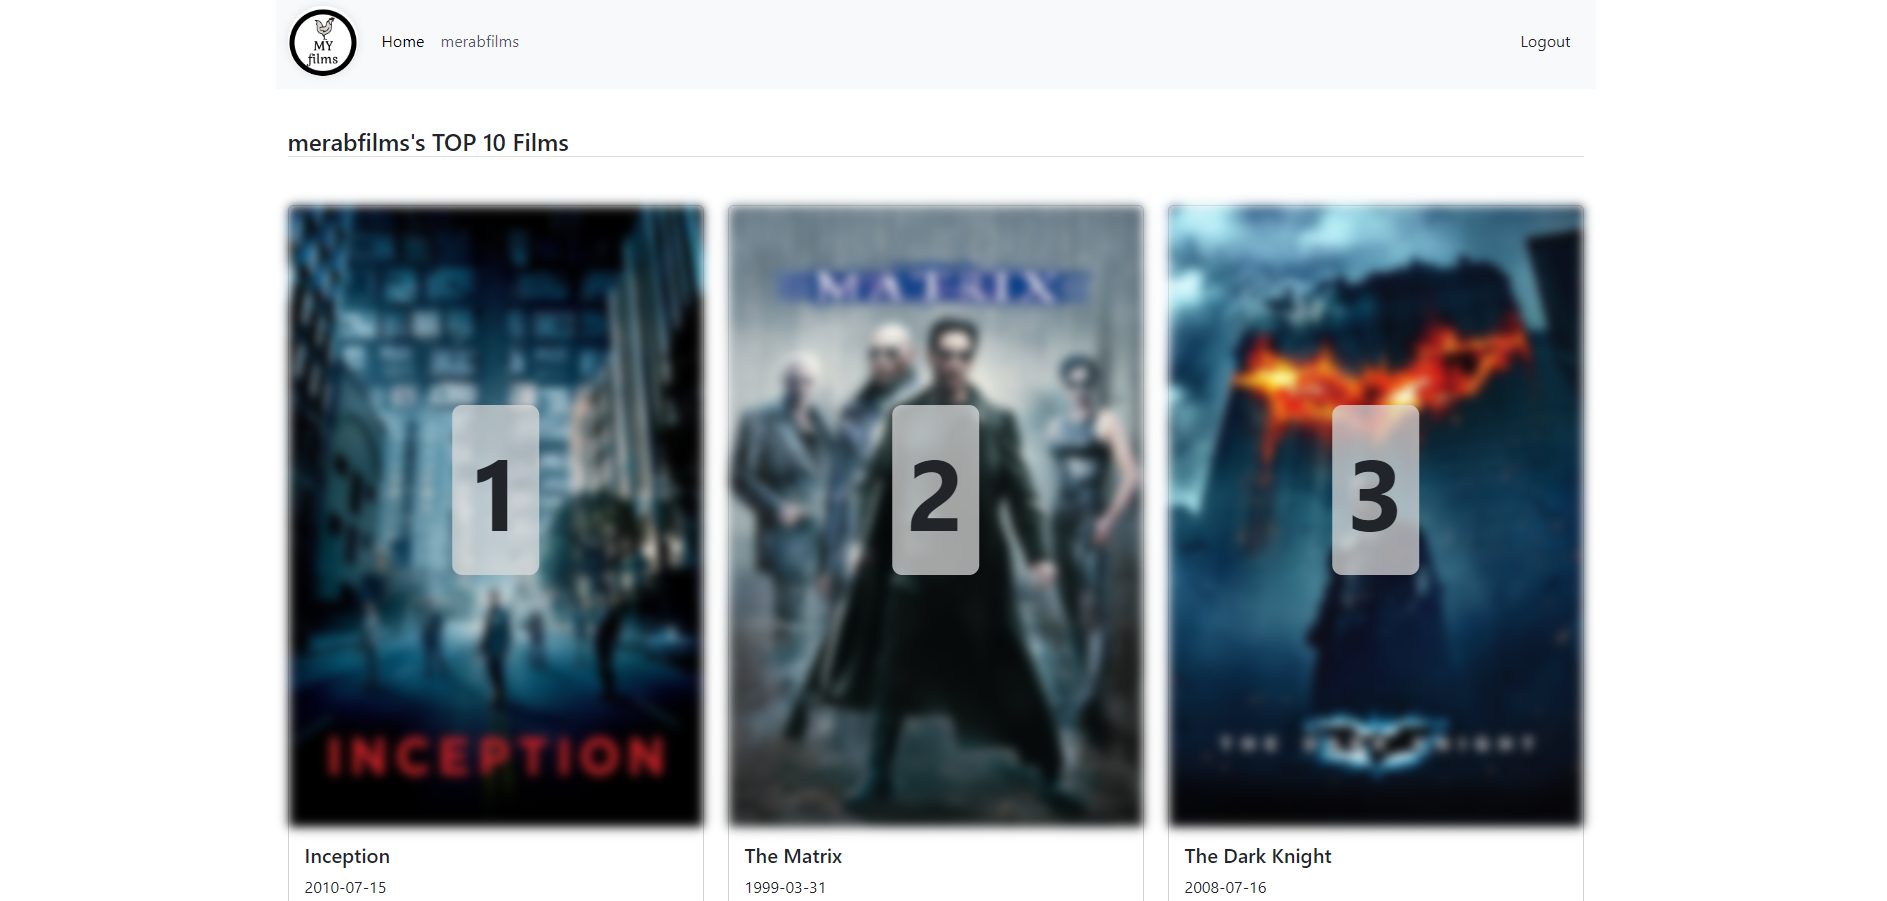 MY
films
Home merabfilms Logout
merabfilms's TOP 10 Films
MATRIX
1 2 3
INCEPTION THE DARK KNIGHT
Inception The Matrix The Dark Knight
2010-07-15 1999-03-31 2008-07-16